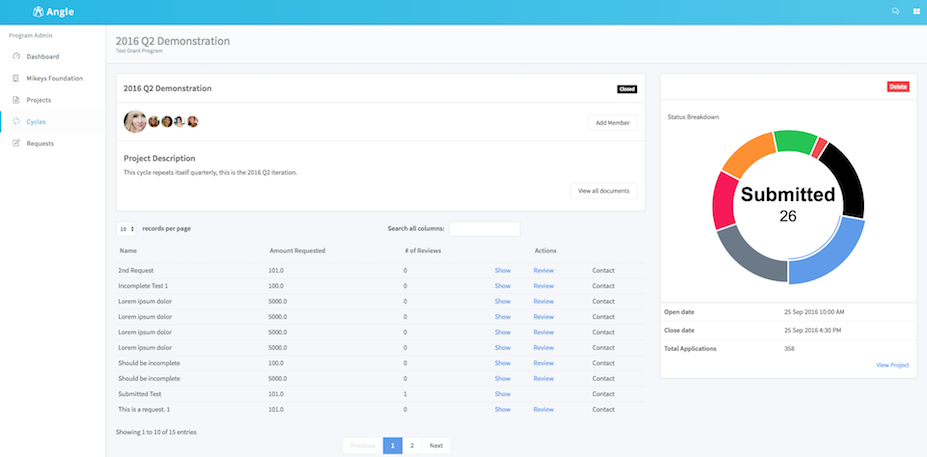 Angle
Program Admin
Dashboard
Mikeys Foundation
Projects
Cycles
Requests
2016 Q2 Demonstration
Test Grant Program
2016 Q2 Demonstration
Closed
Add Member
Project Description
This cycle repeats itself quarterly, this is the 2016 Q2 iteration.
View all documents
10 records per page
Search all columns:
Name Amount Requested # of Reviews Actions
2nd Request 101.0 0 Show Review Contact
Incomplete Test 1 100.0 0 Show Review Contact
Lorem ipsum dolor 5000.0 0 Show Review Contact
Lorem ipsum dolor 5000.0 0 Show Review Contact
Lorem ipsum dolor 5000.0 0 Show Review Contact
Lorem ipsum dolor 5000.0 0 Show Review Contact
Should be incomplete 100.0 0 Show Review Contact
Should be incomplete 5000.0 0 Show Review Contact
Submitted Test 101.0 1 Show Contact
This is a request. 1 101.0 0 Show Review Contact
Showing 1 to 10 of 15 entries
Previous 1 2 Next
Delete
Status Breakdown
Submitted
26
Open date 25 Sep 2016 10:00 AM
Close date 25 Sep 2016 4:30 PM
Total Applications 358
View Project